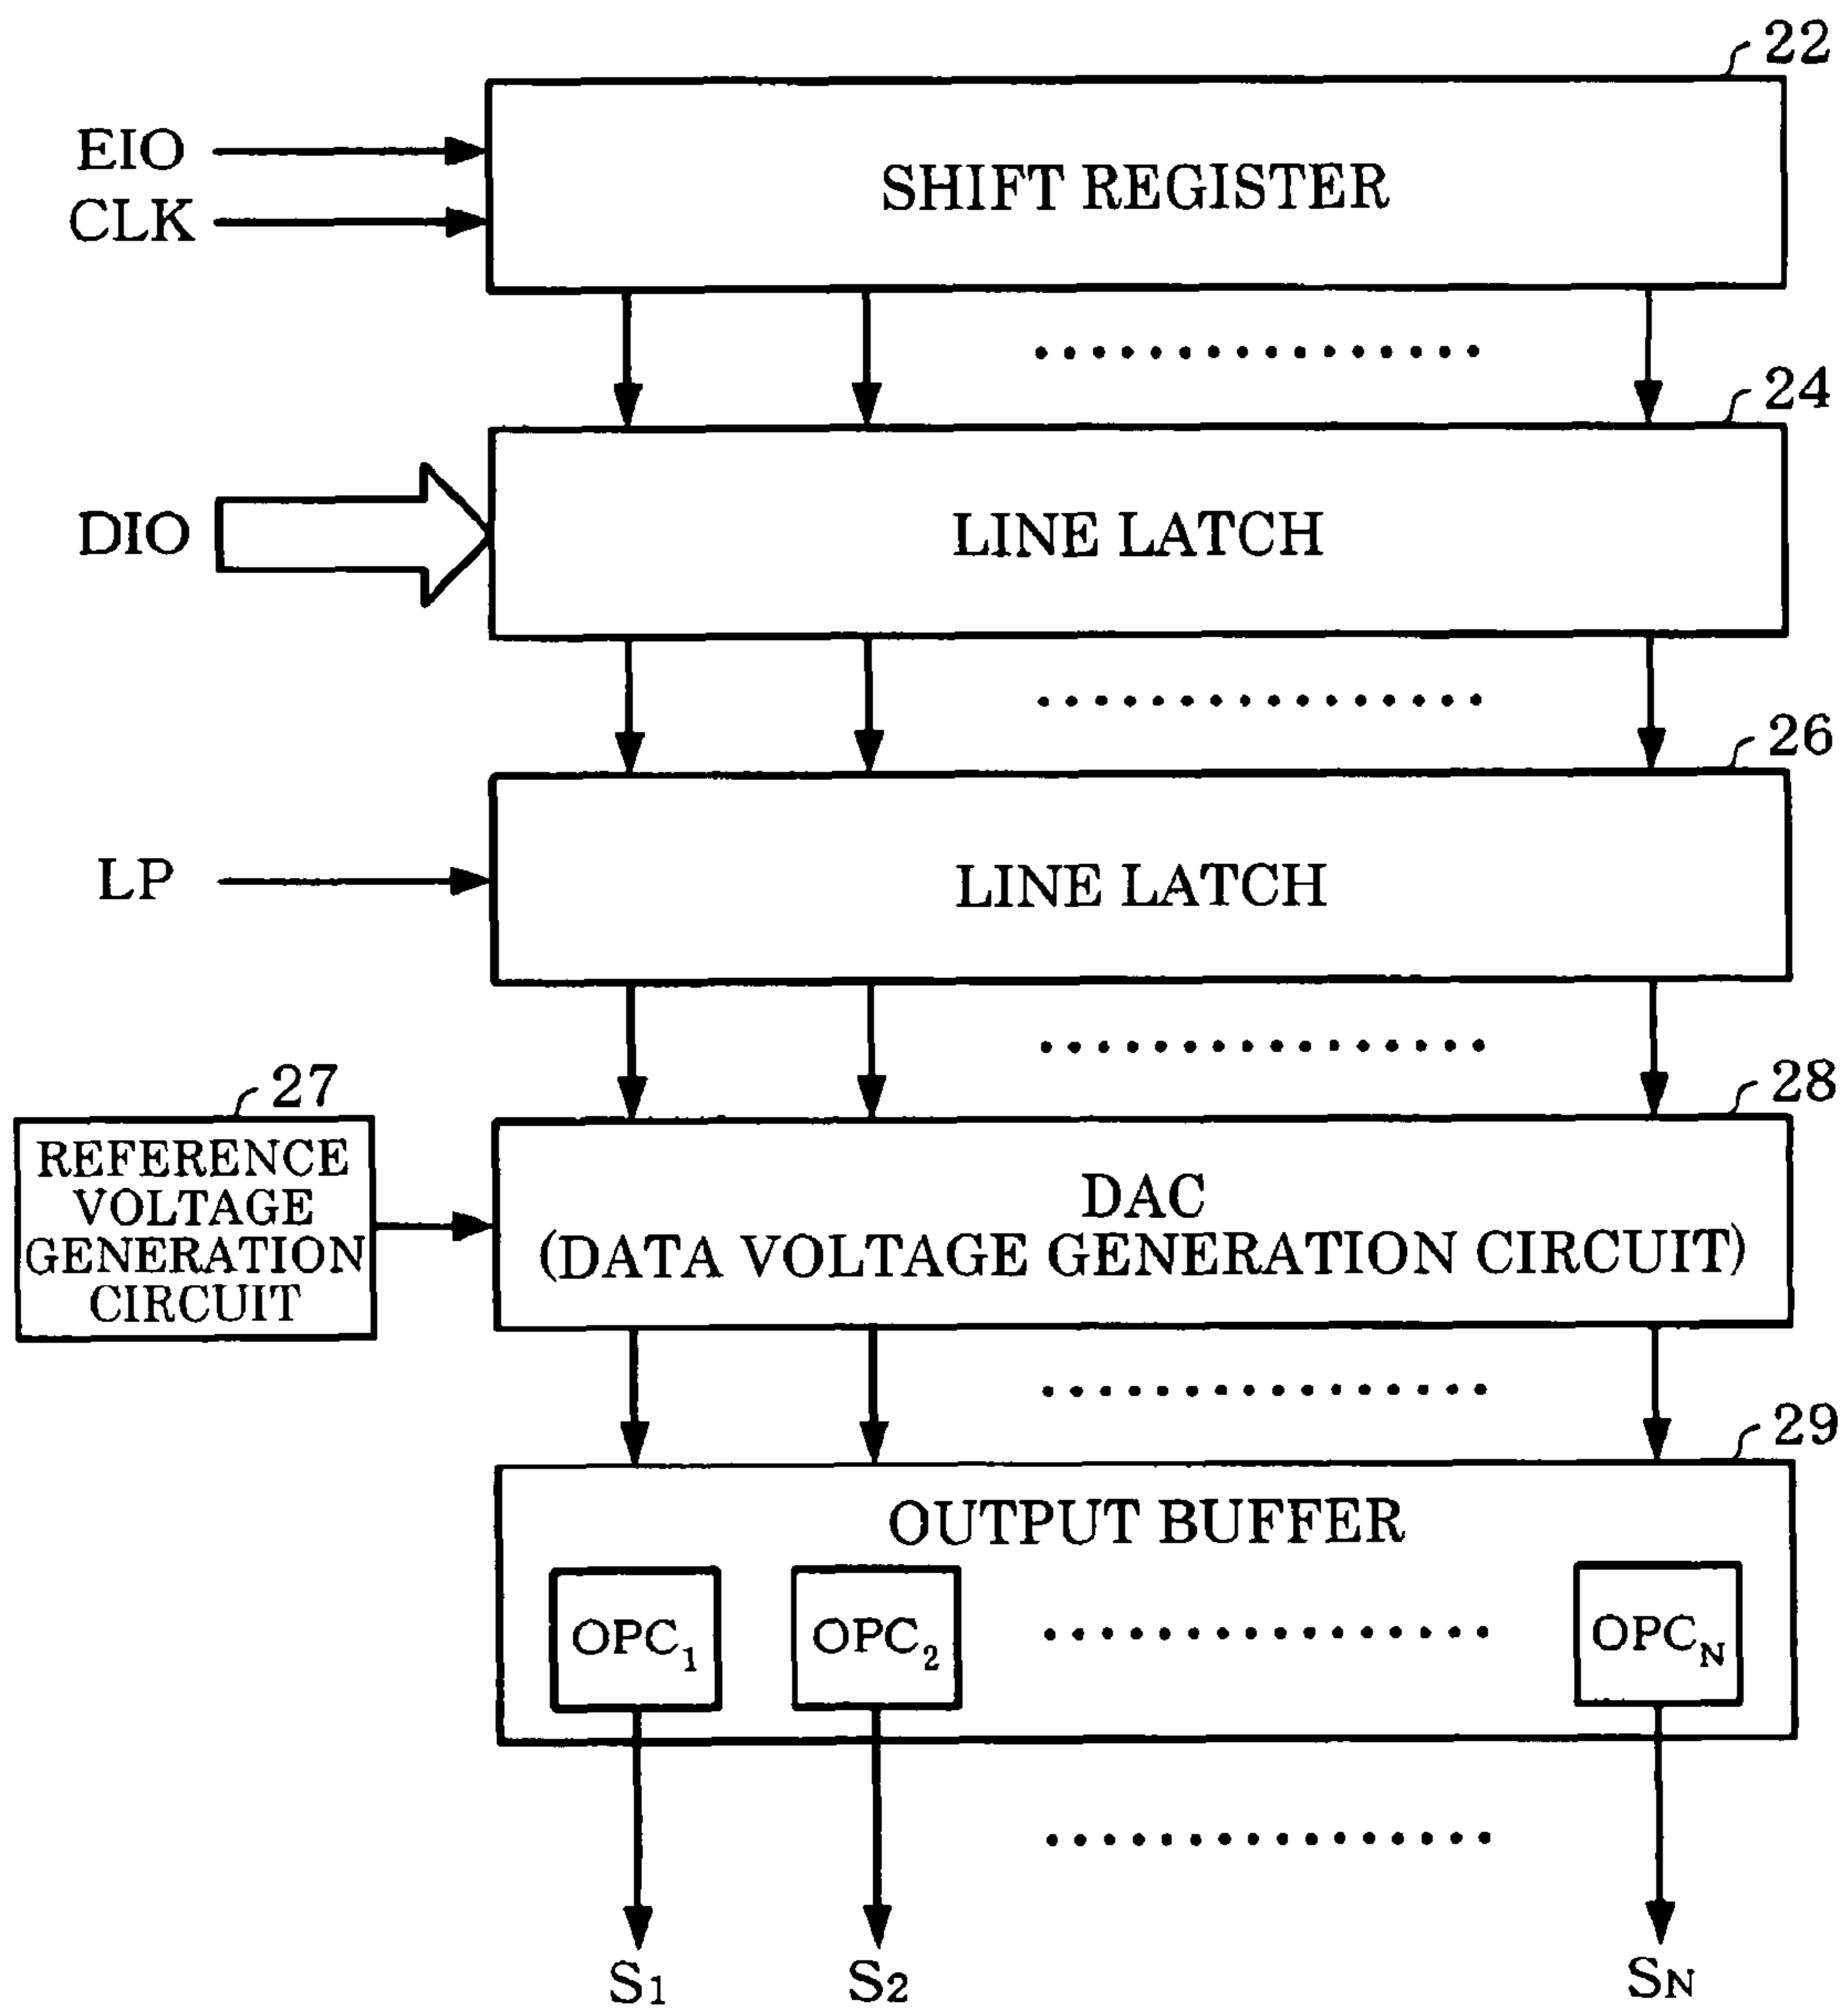 22
EIO
CLK
SHIFT REGISTER
24
DIO
LINE LATCH
26
LP
LINE LATCH
27
REFERENCE
VOLTAGE
GENERATION
CIRCUIT
28
DAC
(DATA VOLTAGE GENERATION CIRCUIT)
29
OUTPUT BUFFER
OPC₁ OPC₂ OPC_N
S1 S2 SN